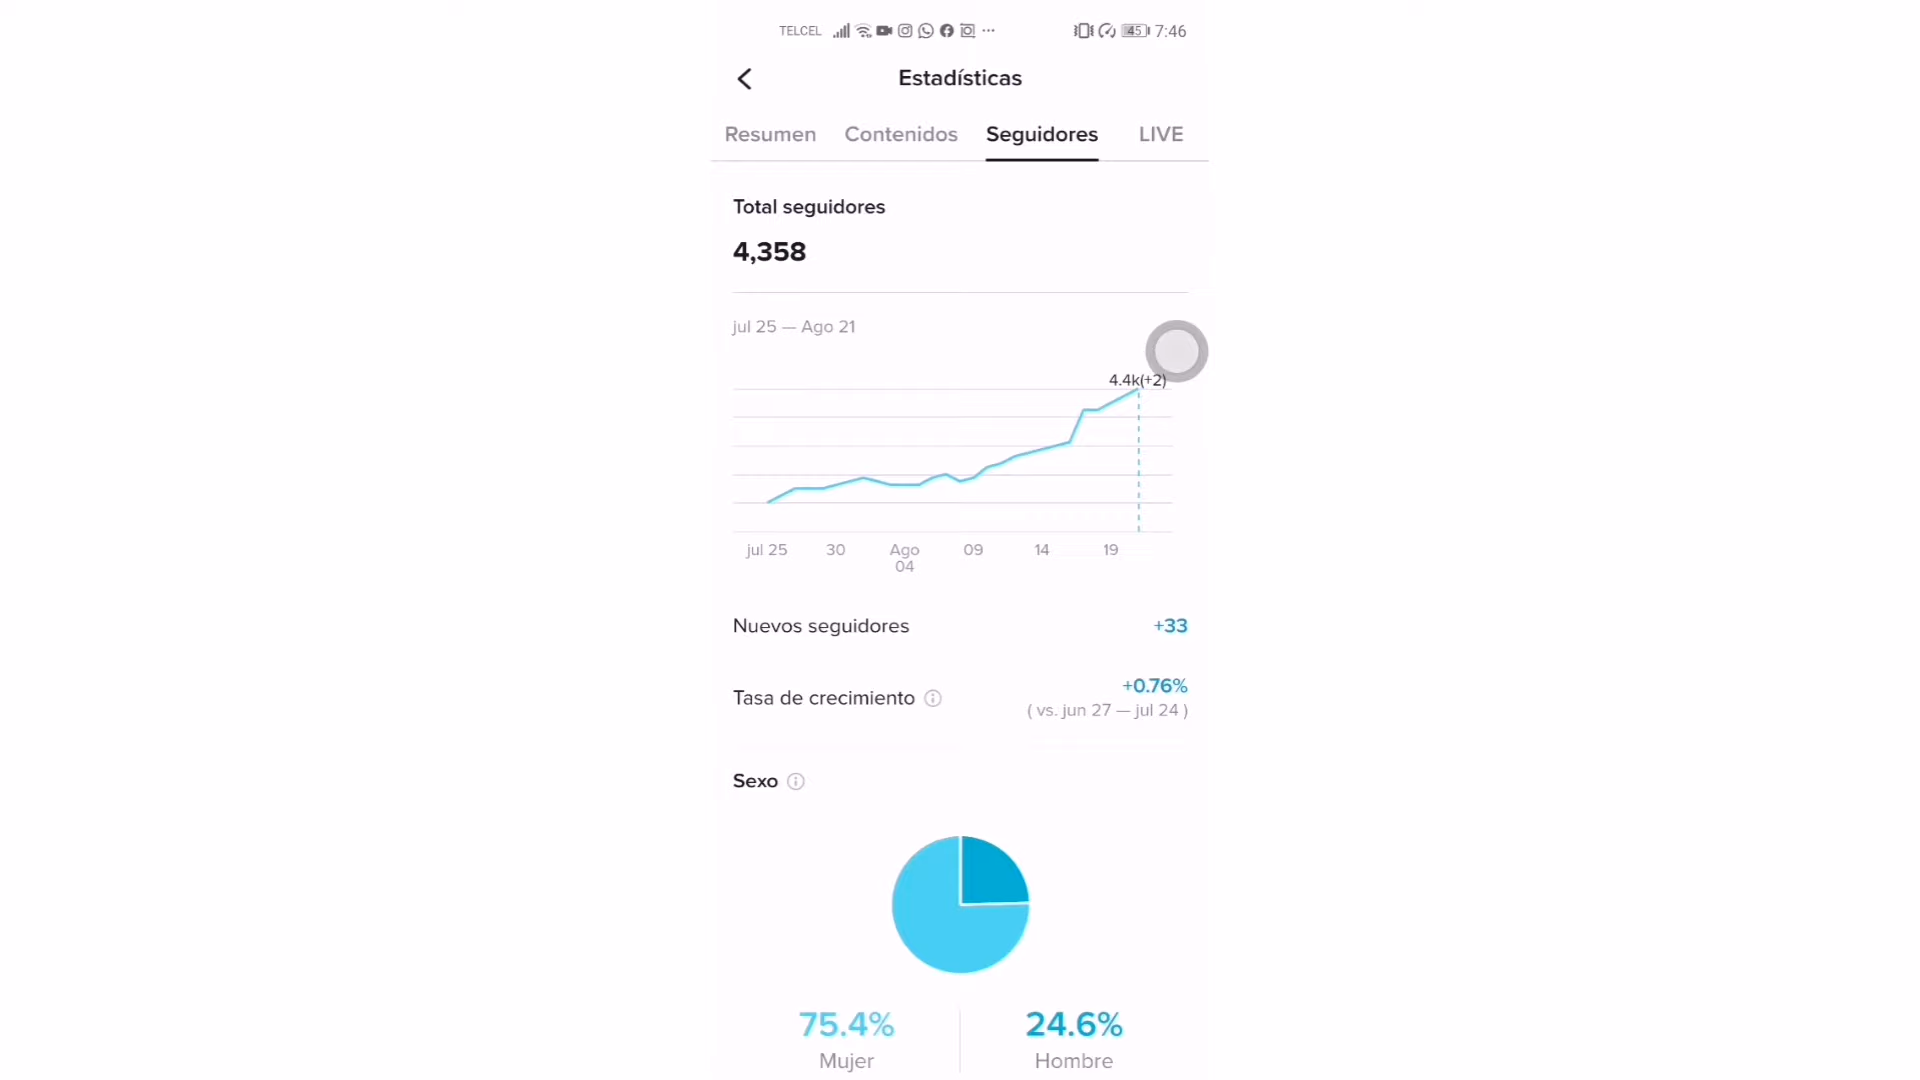 TELCEL 45 7:46
Estadísticas
Resumen Contenidos Seguidores LIVE
Total seguidores
4,358
jul 25 — Ago 21
4.4k(+2)
jul 25 30 Ago 04 09 14 19
Nuevos seguidores +33
Tasa de crecimiento +0.76%
( vs. jun 27 — jul 24 )
Sexo
75.4% 24.6%
Mujer Hombre